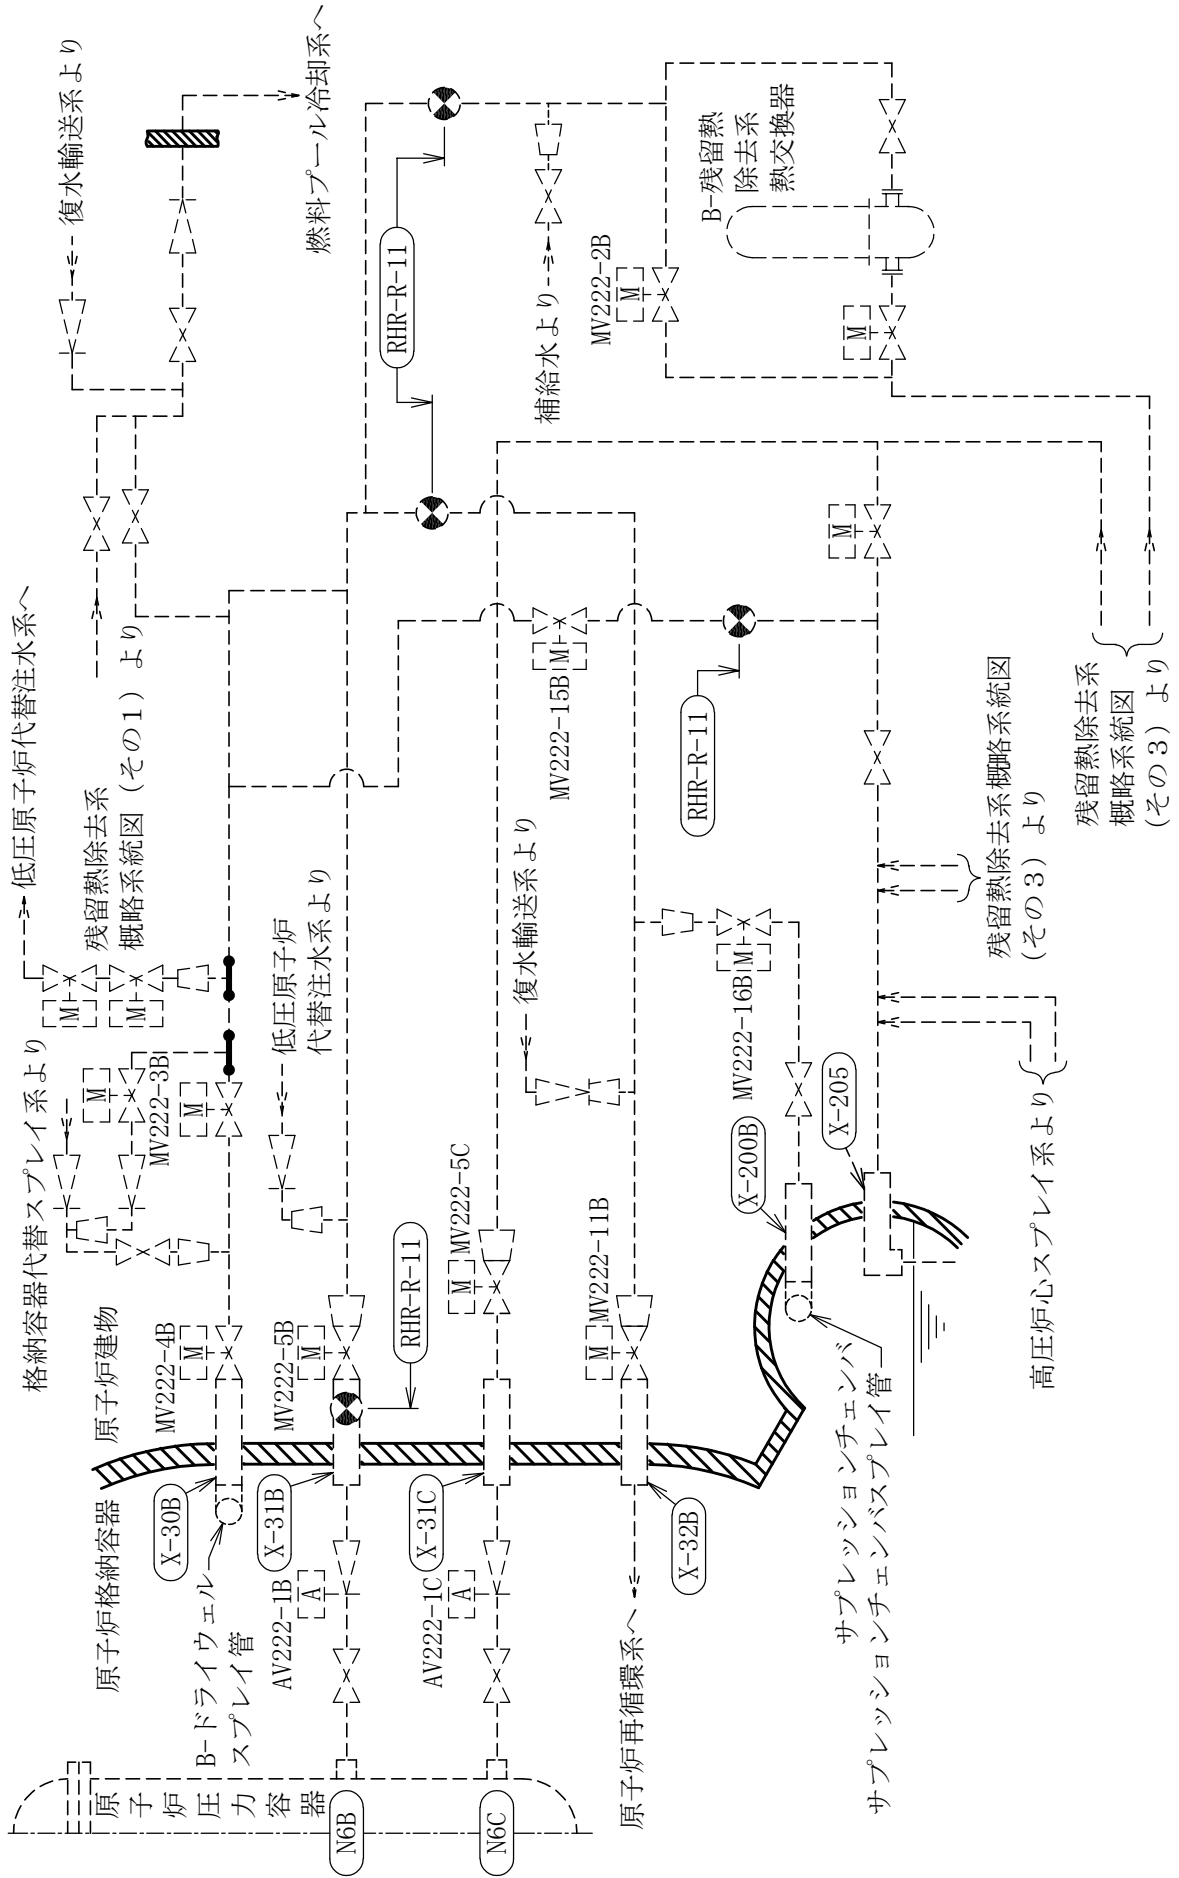 格納容器代替スプレイ系より
低圧原子炉代替注水系へ
復水輸送系より
残留熱除去系
概略系統図（その１）より
燃料プール冷却系へ
M
M
M
M
MV222-3B
原子炉格納容器
原子炉建物
MV222-4B
M
X-30B
B-ドライウェル
スプレイ管
低圧原子炉
代替注水系より
MV222-5B
M
X-31B
AV222-1B
A
RHR-R-11
RHR-R-11
原子炉圧力容器
N6B
MV222-5C
M
X-31C
AV222-1C
A
N6C
復水輸送系より
MV222-15B
M
補給水より
MV222-2B
M
B-残留熱
除去系
熱交換器
M
原子炉再循環系へ
MV222-11B
M
X-32B
MV222-16B
M
RHR-R-11
X-200B
X-205
M
サプレッションチェンバ
サプレッションチェンバスプレイ管
高圧炉心スプレイ系より
残留熱除去系概略系統図
（その３）より
残留熱除去系
概略系統図
（その３）より